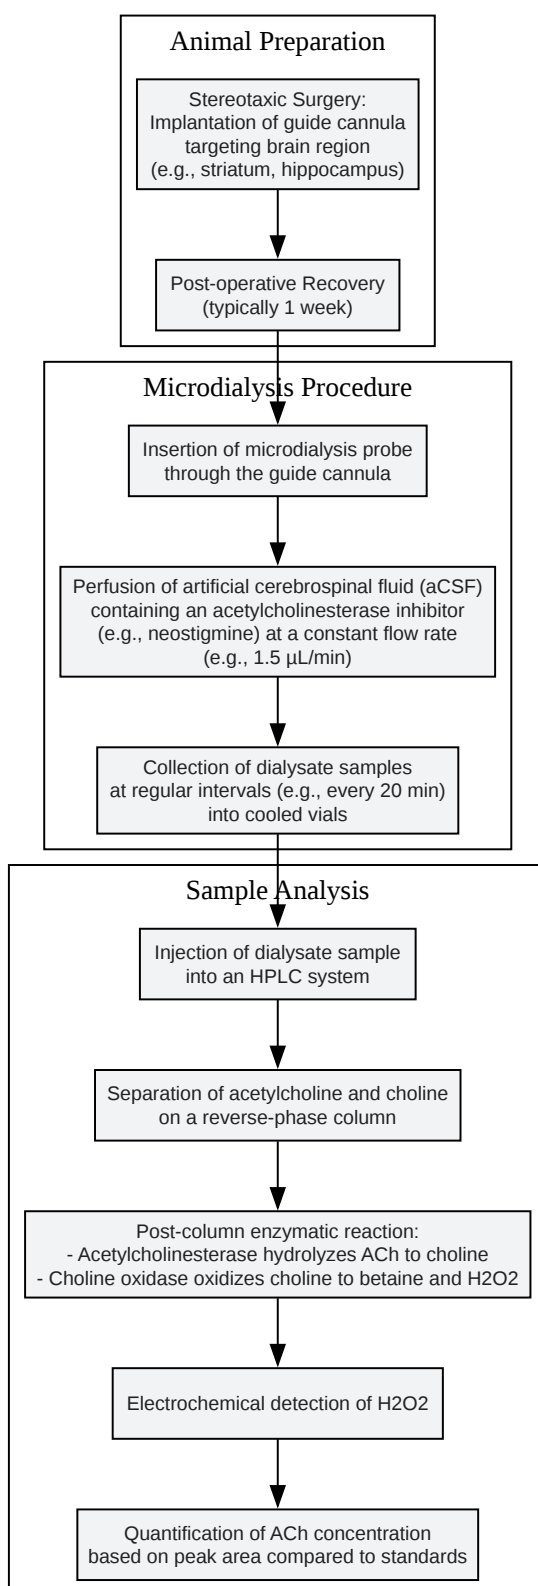 Animal Preparation
Stereotaxic Surgery:
Implantation of guide cannula
targeting brain region
(e.g., striatum, hippocampus)
Post-operative Recovery
(typically 1 week)
Microdialysis Procedure
Insertion of microdialysis probe
through the guide cannula
Perfusion of artificial cerebrospinal fluid (aCSF)
containing an acetylcholinesterase inhibitor
(e.g., neostigmine) at a constant flow rate
(e.g., 1.5 µL/min)
Collection of dialysate samples
at regular intervals (e.g., every 20 min)
into cooled vials
Sample Analysis
Injection of dialysate sample
into an HPLC system
Separation of acetylcholine and choline
on a reverse-phase column
Post-column enzymatic reaction:
- Acetylcholinesterase hydrolyzes ACh to choline
- Choline oxidase oxidizes choline to betaine and H2O2
Electrochemical detection of H2O2
Quantification of ACh concentration
based on peak area compared to standards